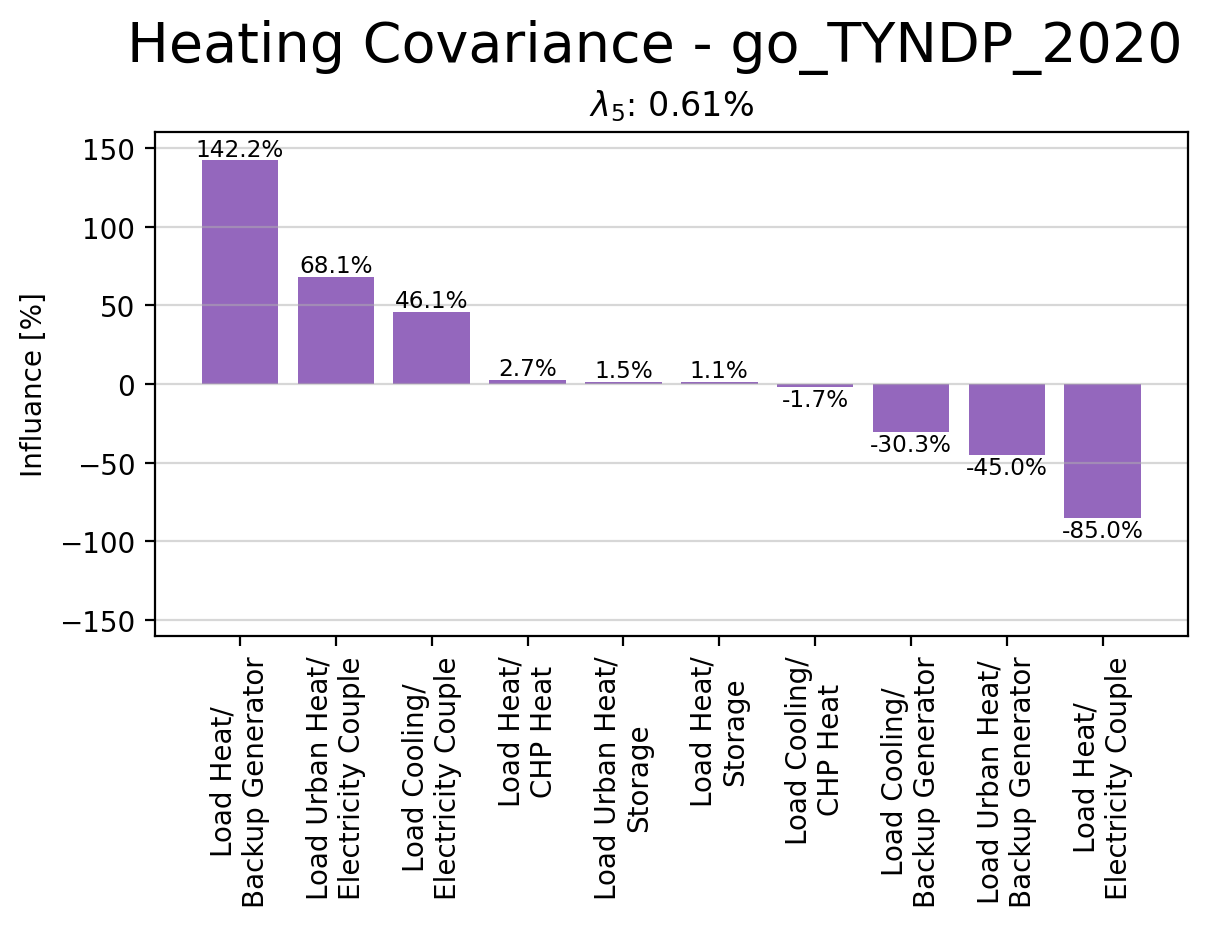 Heating Covariance - go_TYNDP_2020
λ5: 0.61%
Influance [%]
150
100
50
0
−50
−100
−150
142.2%
68.1%
46.1%
2.7%
1.5%
1.1%
-1.7%
-30.3%
-45.0%
-85.0%
Load Heat/
Backup Generator
Load Urban Heat/
Electricity Couple
Load Cooling/
Electricity Couple
Load Heat/
CHP Heat
Load Urban Heat/
Storage
Load Heat/
Storage
Load Cooling/
CHP Heat
Load Cooling/
Backup Generator
Load Urban Heat/
Backup Generator
Load Heat/
Electricity Couple